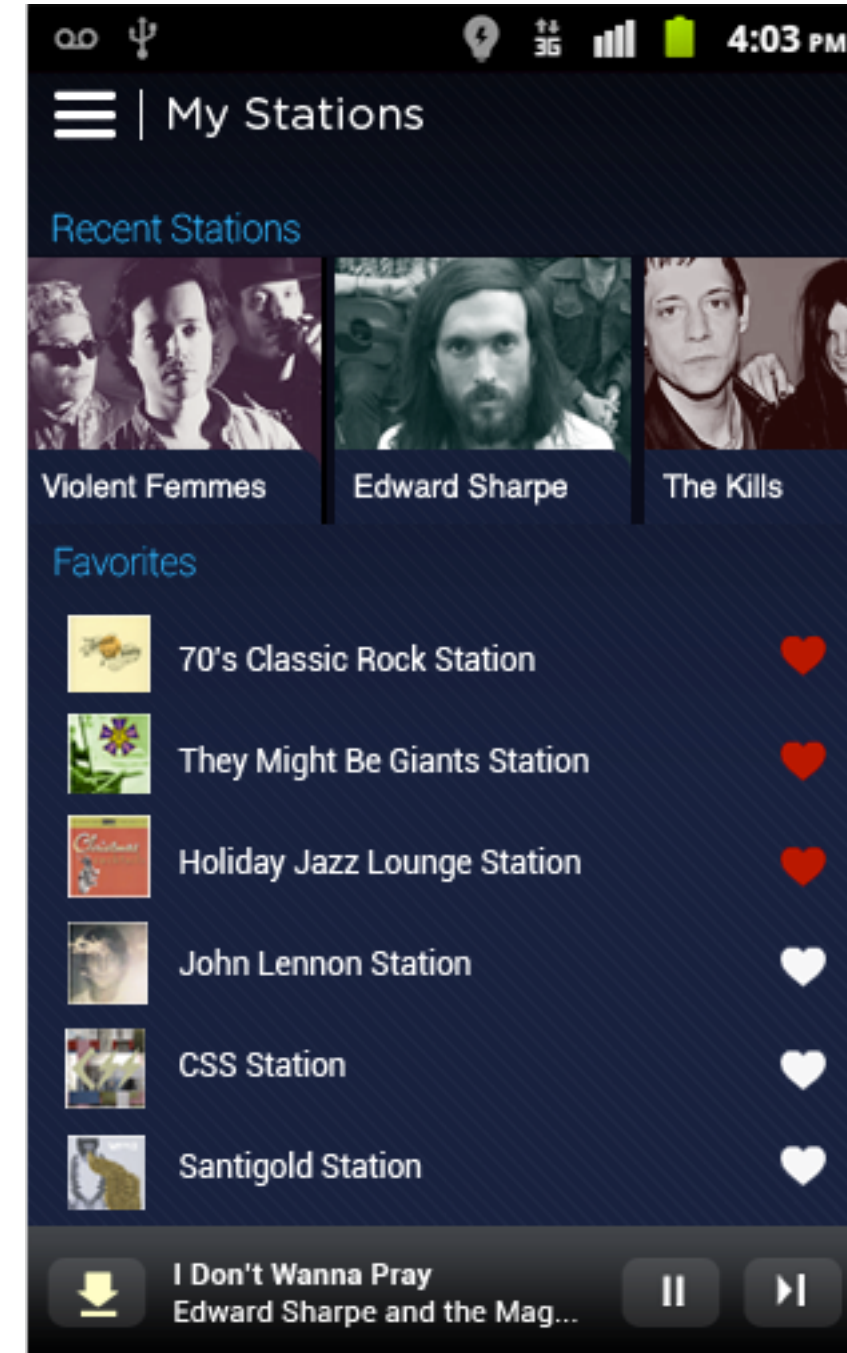 3G 4:03 PM
My Stations
Recent Stations
Violent Femmes Edward Sharpe The Kills
Favorites
70's Classic Rock Station
They Might Be Giants Station
Christmas
Holiday Jazz Lounge Station
John Lennon Station
CSS Station
Santigold Station
I Don't Wanna Pray
Edward Sharpe and the Mag...